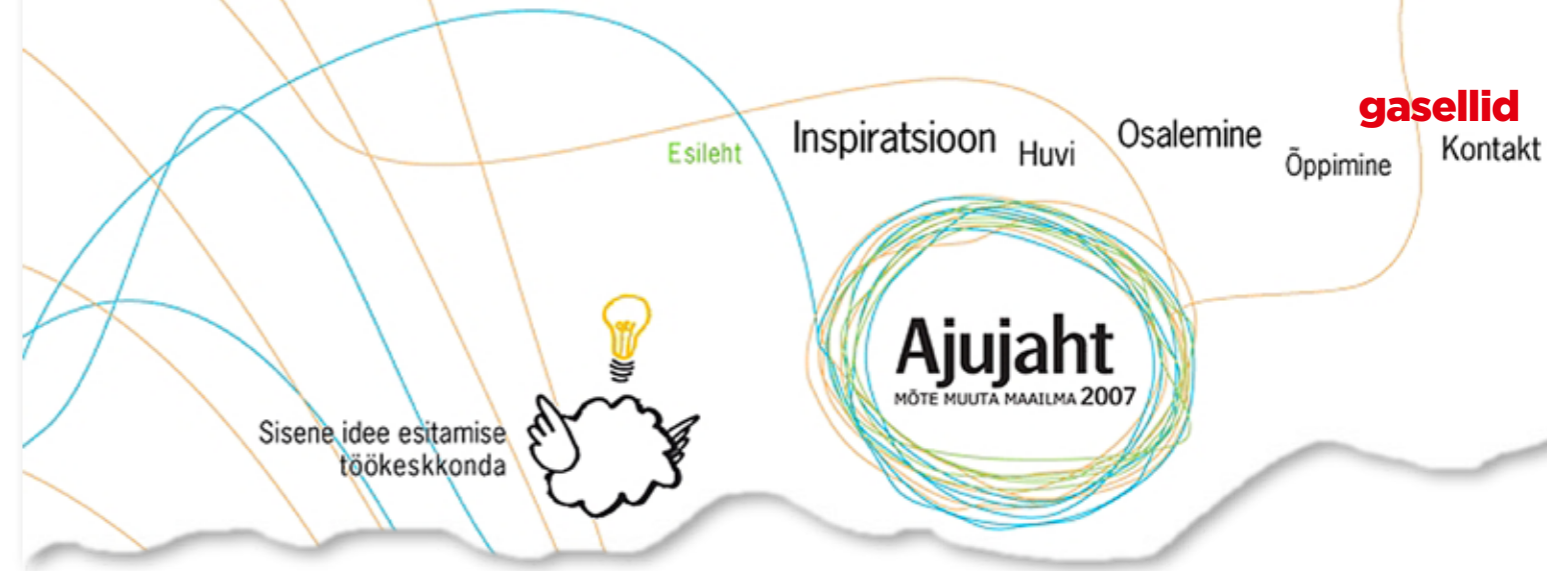 gasellid
Esileht
Inspiratsioon
Huvi
Osalemine
Õppimine
Kontakt
Ajujaht
MÕTE MUUTA MAAILMA 2007
Sisene idee esitamise
töökeskkonda